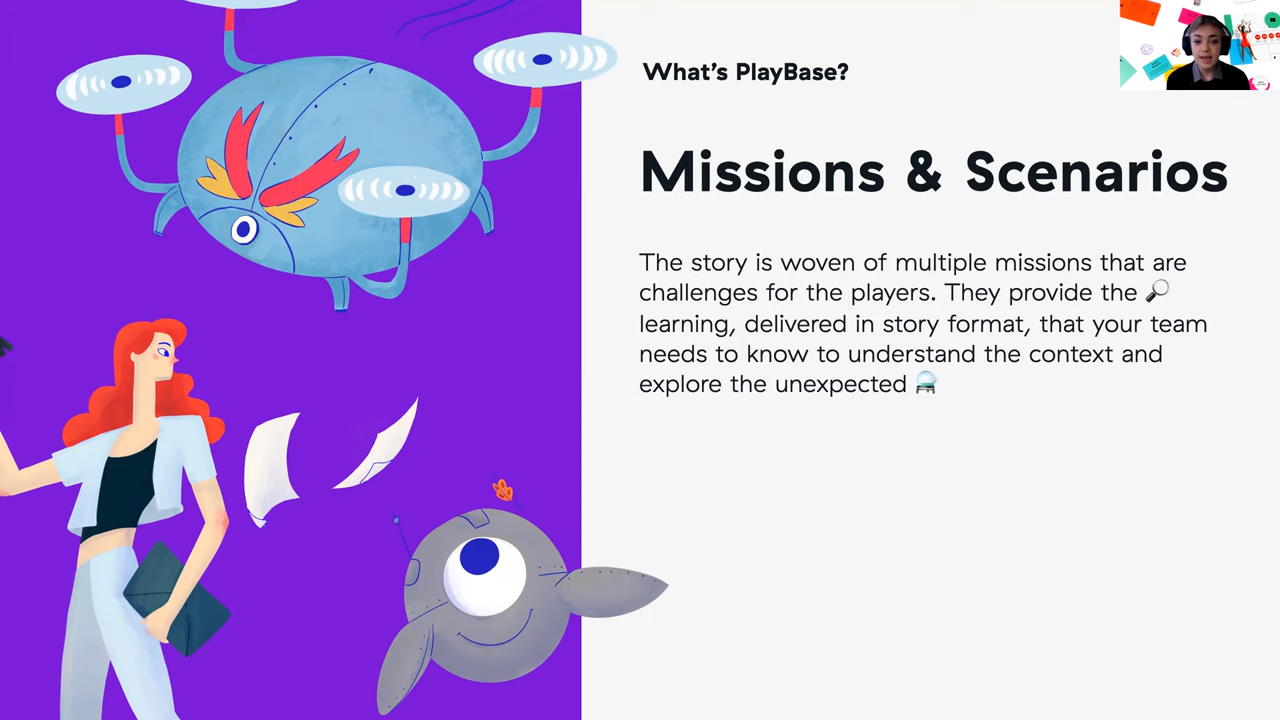 What's PlayBase?
Missions & Scenarios
The story is woven of multiple missions that are
challenges for the players. They provide the 🔎
learning, delivered in story format, that your team
needs to know to understand the context and
explore the unexpected 🔮